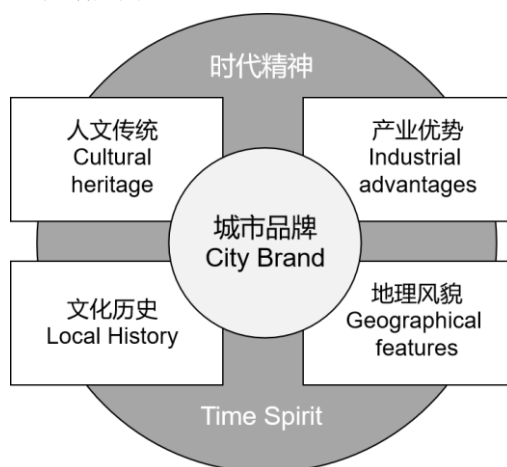 时代精神
人文传统
Cultural
heritage
产业优势
Industrial
advantages
城市品牌
City Brand
文化历史
Local History
地理风貌
Geographical
features
Time Spirit